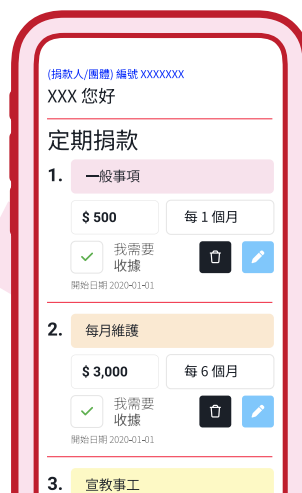 (捐款人/團體) 編號 XXXXXXX
XXX 您好
定期捐款
1. 一般事項
$ 500 每 1 個月
我需要
收據
開始日期 2020-01-01
2. 每月維護
$ 3,000 每 6 個月
我需要
收據
開始日期 2020-01-01
3. 宣教事工